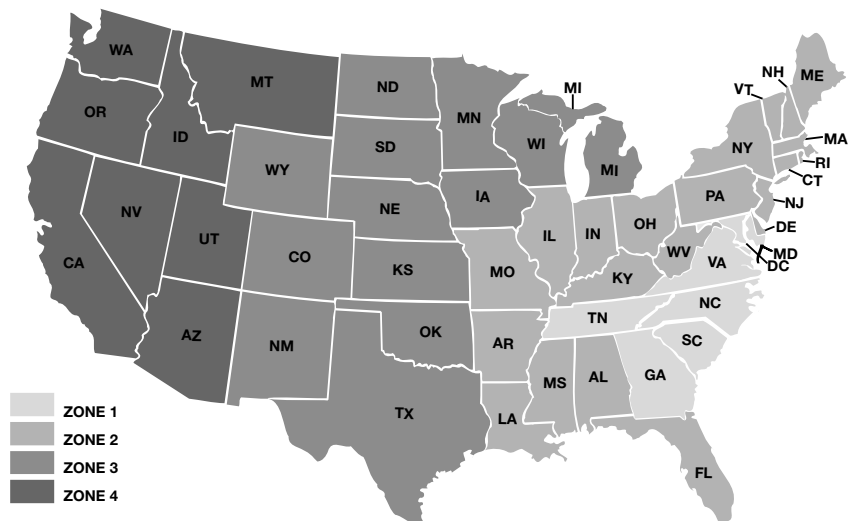 WA
MT
ND
MN
MI
NH
ME
VT
OR
ID
SD
WI
NY
MA
RI
CT
WY
MI
IA
PA
NJ
NE
NV
UT
CO
IL
IN
OH
DE
WV
VA
MD
DC
CA
KS
MO
KY
NC
TN
AZ
NM
OK
AR
SC
GA
MS
AL
TX
LA
FL
ZONE 1
ZONE 2
ZONE 3
ZONE 4